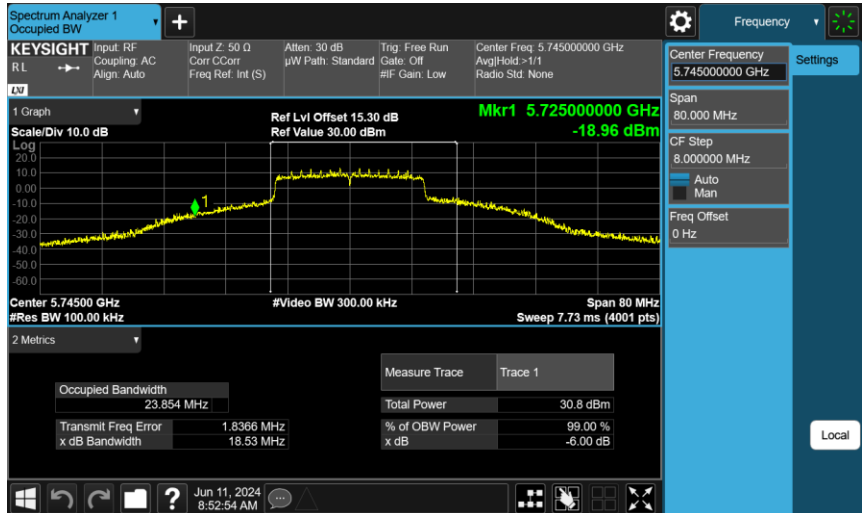 Spectrum Analyzer 1
Occupied BW
Frequency
KEYSIGHT
RL
LXI
Input: RF
Coupling: AC
Align: Auto
Input Z: 50 Ω
Corr CCorr
Freq Ref: Int (S)
Atten: 30 dB
µW Path: Standard
Trig: Free Run
Gate: Off
#IF Gain: Low
Center Freq: 5.745000000 GHz
Avg|Hold:>1/1
Radio Std: None
Center Frequency
5.745000000 GHz
Settings
Span
80.000 MHz
CF Step
8.000000 MHz
Auto
Man
Freq Offset
0 Hz
1 Graph
Scale/Div 10.0 dB
Ref Lvl Offset 15.30 dB
Ref Value 30.00 dBm
Mkr1 5.725000000 GHz
-18.96 dBm
Log
20.0
10.0
0.00
-10.0
-20.0
-30.0
-40.0
-50.0
-60.0
1
Center 5.74500 GHz
#Res BW 100.00 kHz
#Video BW 300.00 kHz
Span 80 MHz
Sweep 7.73 ms (4001 pts)
2 Metrics
Measure Trace Trace 1
Occupied Bandwidth
23.854 MHz
Total Power 30.8 dBm
Transmit Freq Error 1.8366 MHz
% of OBW Power 99.00 %
x dB Bandwidth 18.53 MHz
x dB -6.00 dB
Local
?
Jun 11, 2024
8:52:54 AM